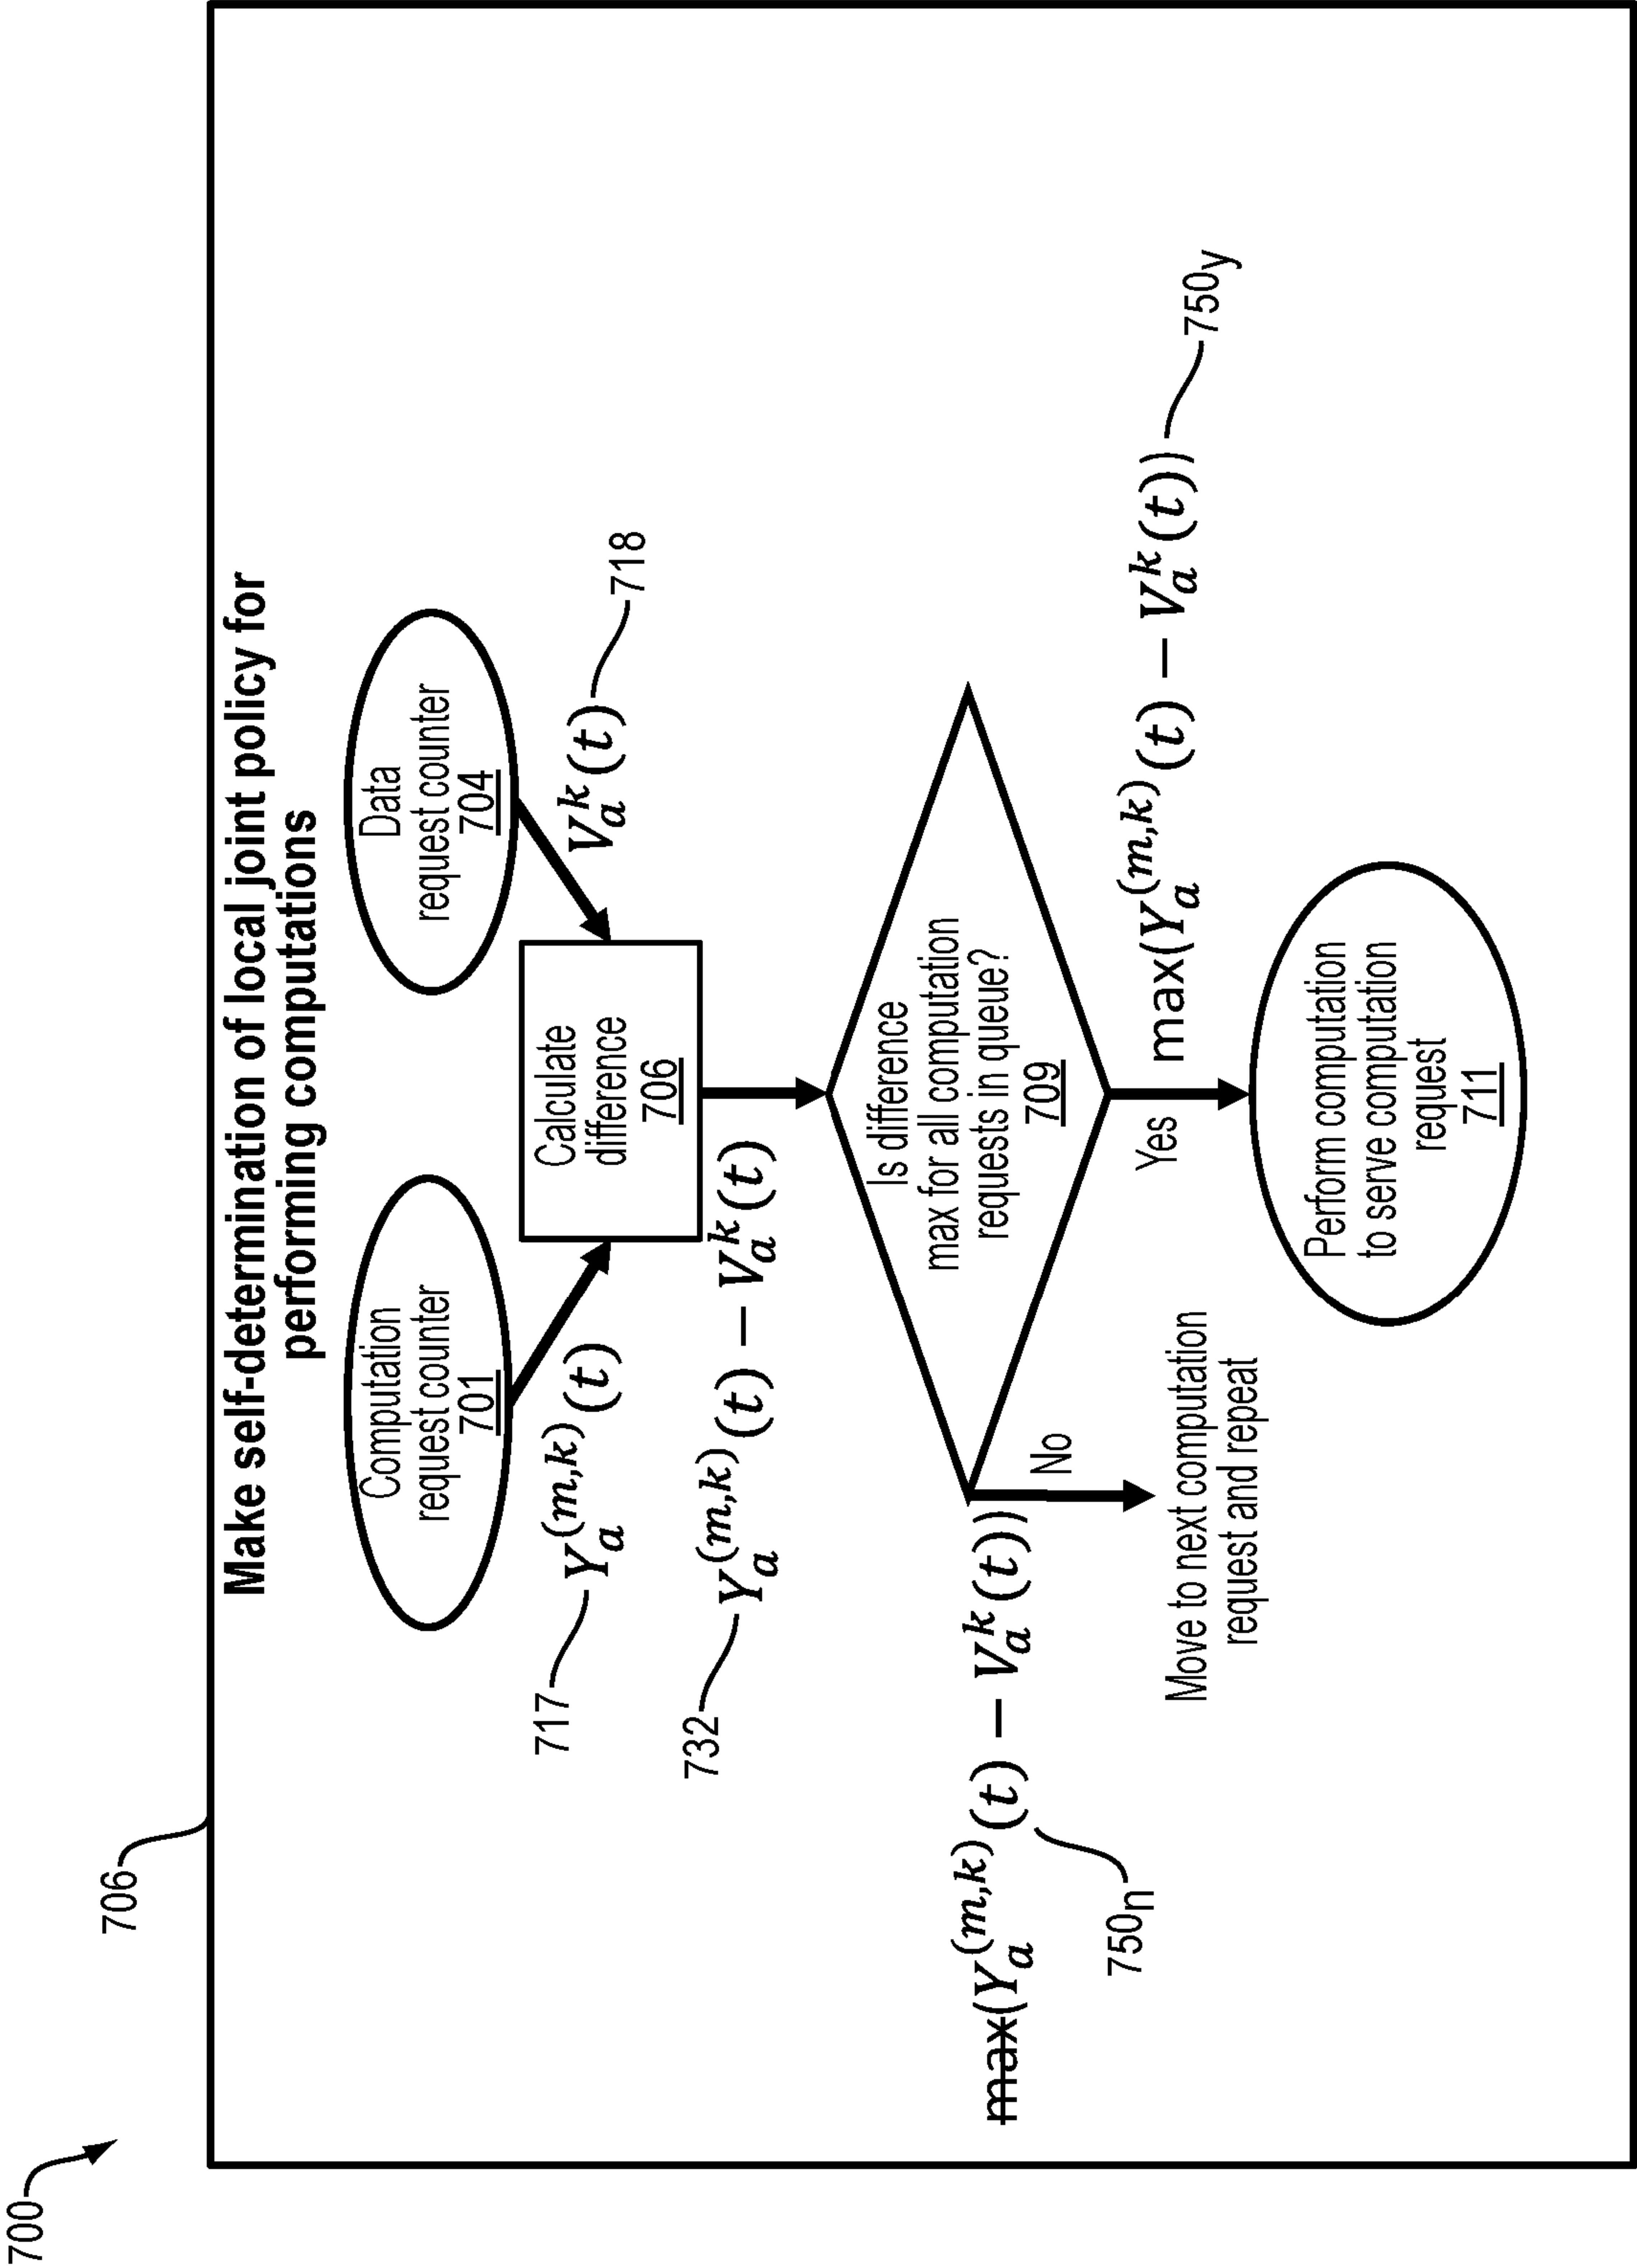 700
706
Make self-determination of local joint policy for
performing computations
Computation
request counter
701
Data
request counter
704
717
Y_a^{(m,k)}(t)
V_a^k(t)
718
Calculate
difference
706
732
Y_a^{(m,k)}(t) − V_a^k(t)
Is difference
max for all computation
requests in queue?
709
max(Y_a^{(m,k)}(t) − V_a^k(t))
750n
No
Move to next computation
request and repeat
Yes
max(Y_a^{(m,k)}(t) − V_a^k(t))
750y
Perform computation
to serve computation
request
711